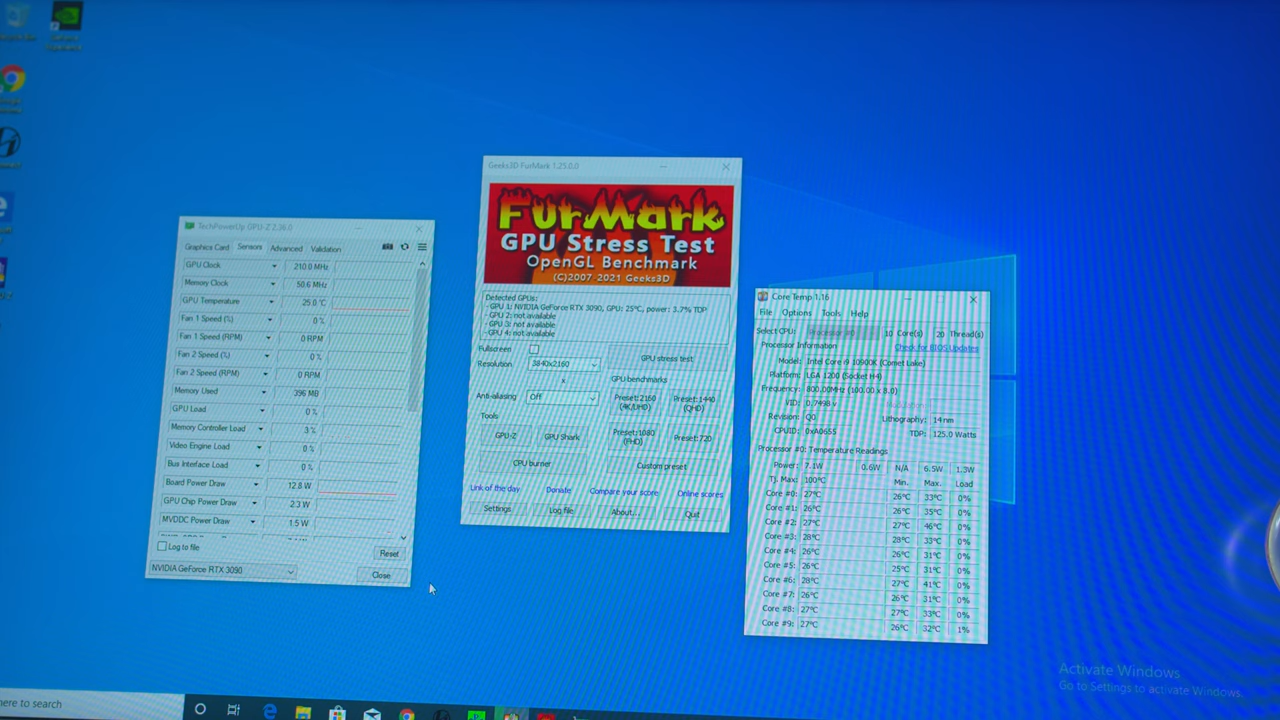 TechPowerUp GPU-Z 2.36.0
Graphics Card Sensors Advanced Validation
GPU Clock 210.0 MHz
Memory Clock 50.6 MHz
GPU Temperature 25.0 °C
Fan 1 Speed (%) 0 %
Fan 1 Speed (RPM) 0 RPM
Fan 2 Speed (%) 0 %
Fan 2 Speed (RPM) 0 RPM
Memory Used 396 MB
GPU Load 0 %
Memory Controller Load 3 %
Video Engine Load 0 %
Bus Interface Load 0 %
Board Power Draw 12.8 W
GPU Chip Power Draw 2.3 W
MVDDC Power Draw 1.5 W
Log to file
Reset
NVIDIA GeForce RTX 3090
Close
Geeks3D FurMark 1.25.0.0
FurMark
GPU Stress Test
OpenGL Benchmark
(C)2007-2021 Geeks3D
Detected GPUs:
- GPU 1: NVIDIA GeForce RTX 3090, GPU: 25°C, power: 3.7% TDP
- GPU 2: not available
- GPU 3: not available
- GPU 4: not available
Fullscreen
GPU stress test
Resolution 3840x2160
x
GPU benchmarks
Anti-aliasing Off
Preset:2160
(4K/UHD)
Preset:1440
(QHD)
Tools
GPU-Z GPU Shark
Preset:1080
(FHD)
Preset:720
CPU burner
Custom preset
Link of the day Donate Compare your score Online scores
Settings Log file About... Quit
Core Temp 1.16
File Options Tools Help
Select CPU: Processor #0 10 Core(s) 20 Thread(s)
Processor Information Check for BIOS Updates
Model: Intel Core i9 10900K (Comet Lake)
Platform: LGA 1200 (Socket H4)
Frequency: 800.00MHz (100.00 x 8.0)
VID: 0.7498 v
Revision: Q0 Lithography: 14 nm
CPUID: 0xA0655 TDP: 125.0 Watts
Processor #0: Temperature Readings
Power: 7.1W 0.6W N/A 6.5W 1.3W
Tj. Max: 100°C Min. Max. Load
Core #0: 27°C 26°C 33°C 0%
Core #1: 26°C 26°C 35°C 0%
Core #2: 27°C 27°C 46°C 0%
Core #3: 28°C 28°C 33°C 0%
Core #4: 26°C 26°C 31°C 0%
Core #5: 26°C 25°C 31°C 0%
Core #6: 28°C 27°C 41°C 0%
Core #7: 26°C 26°C 31°C 0%
Core #8: 27°C 27°C 33°C 0%
Core #9: 27°C 26°C 32°C 1%
Activate Windows
Go to Settings to activate Windows.
here to search